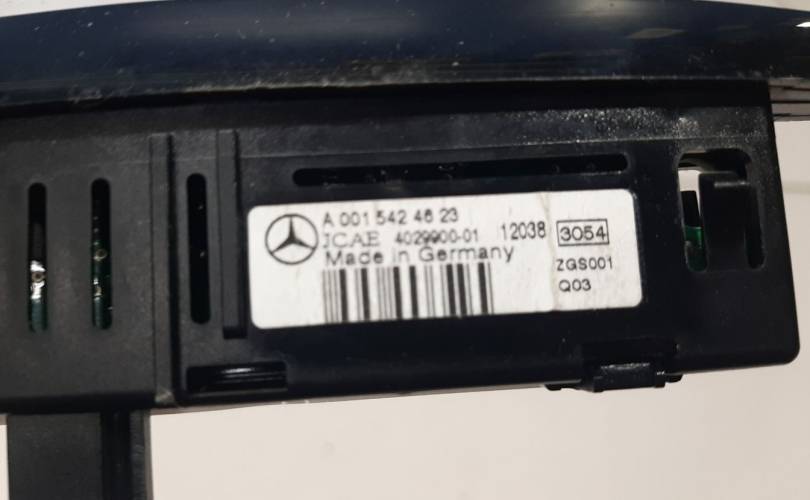 A 001 542 46 23
JCAE 4029900-01 12038 3054
Made in Germany
ZGS001
Q03